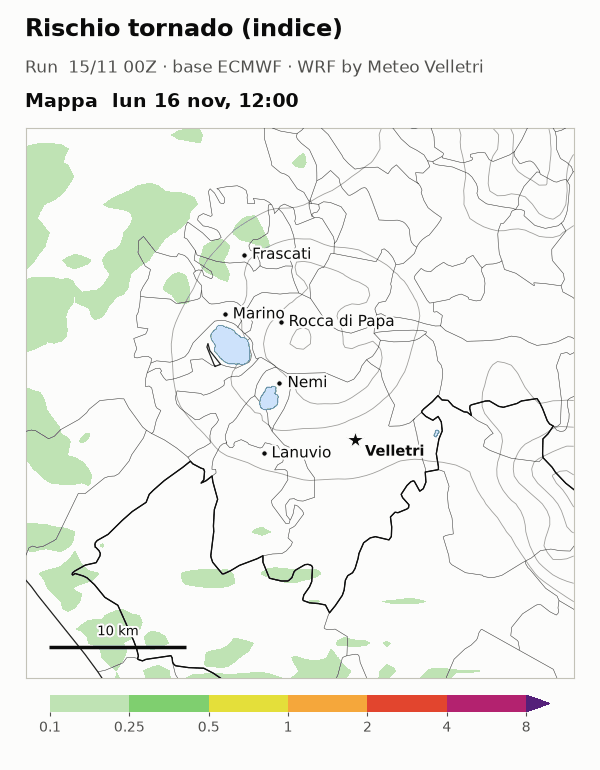 Rischio tornado (indice)
Run  15/11 00Z · base ECMWF · WRF by Meteo Velletri
Mappa  lun 16 nov, 12:00
Frascati
Marino
Rocca di Papa
Nemi
Velletri
Lanuvio
10 km
0.1 0.25 0.5 1 2 4 8